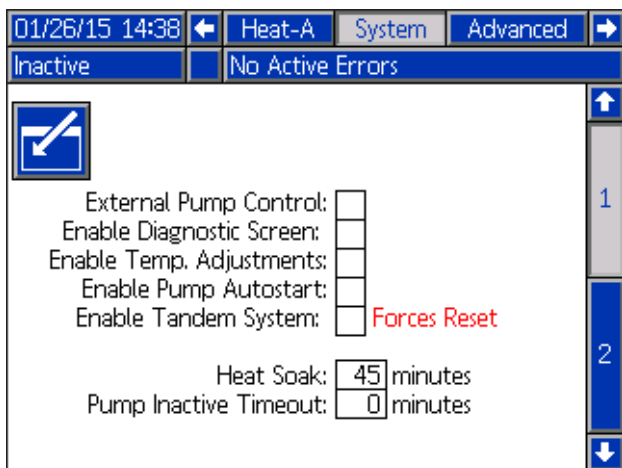 01/26/15 14:38 Heat-A System Advanced
Inactive No Active Errors
External Pump Control:
1
Enable Diagnostic Screen:
Enable Temp. Adjustments:
Enable Pump Autostart:
Enable Tandem System: Forces Reset
2
Heat Soak: 45 minutes
Pump Inactive Timeout: 0 minutes